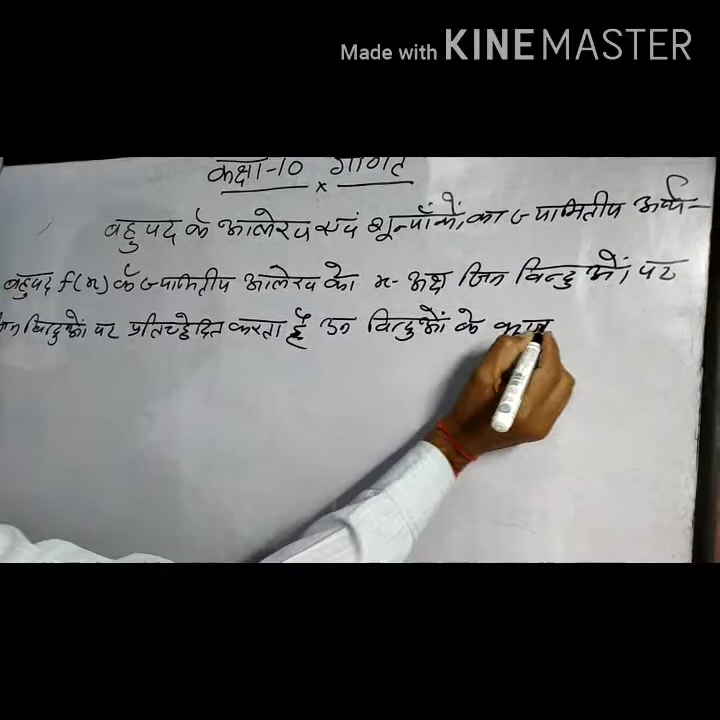 Made with KINEMASTER
कक्षा-10 × गणित
बहुपद के आलेख एवं शून्यांकों का ज्यामितीय अर्थ-
बहुपद f(x) के ज्यामितीय आलेख को x-अक्ष जिन बिन्दुओं पर
बिन्दुओं पर प्रतिच्छेदित करता है उन बिन्दुओं के